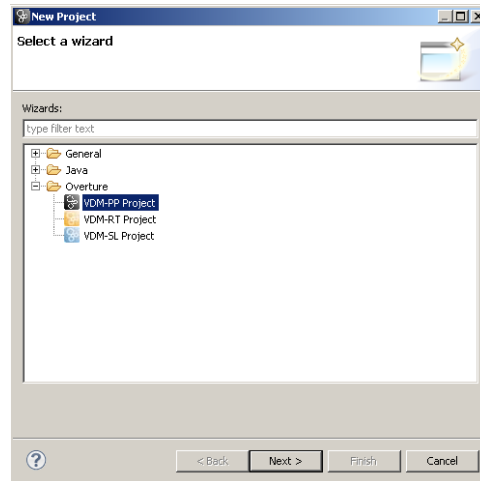 New Project
Select a wizard
Wizards:
type filter text
General
Java
Overture
VDM-PP Project
VDM-RT Project
VDM-SL Project
< Back Next > Finish Cancel